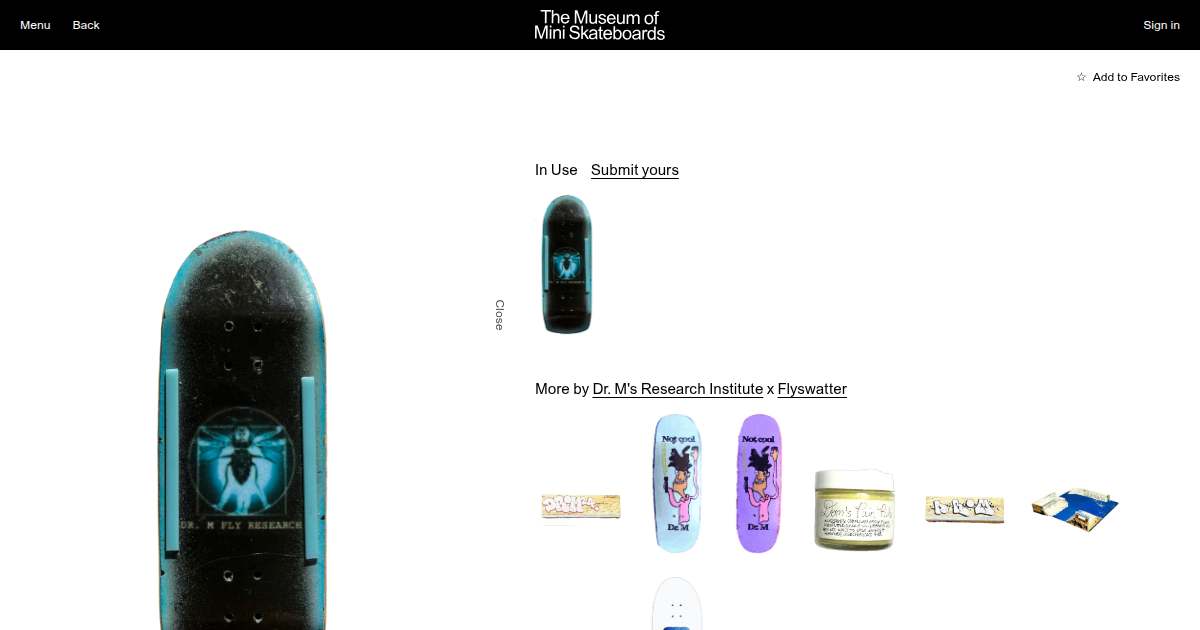 Menu
Back
The Museum of
Mini Skateboards
Sign in
☆ Add to Favorites
In Use Submit yours
Close
DR. M FLY RESEARCH
More by Dr. M's Research Institute x Flyswatter
Not cool
Dr. M
Not cool
Dr. M